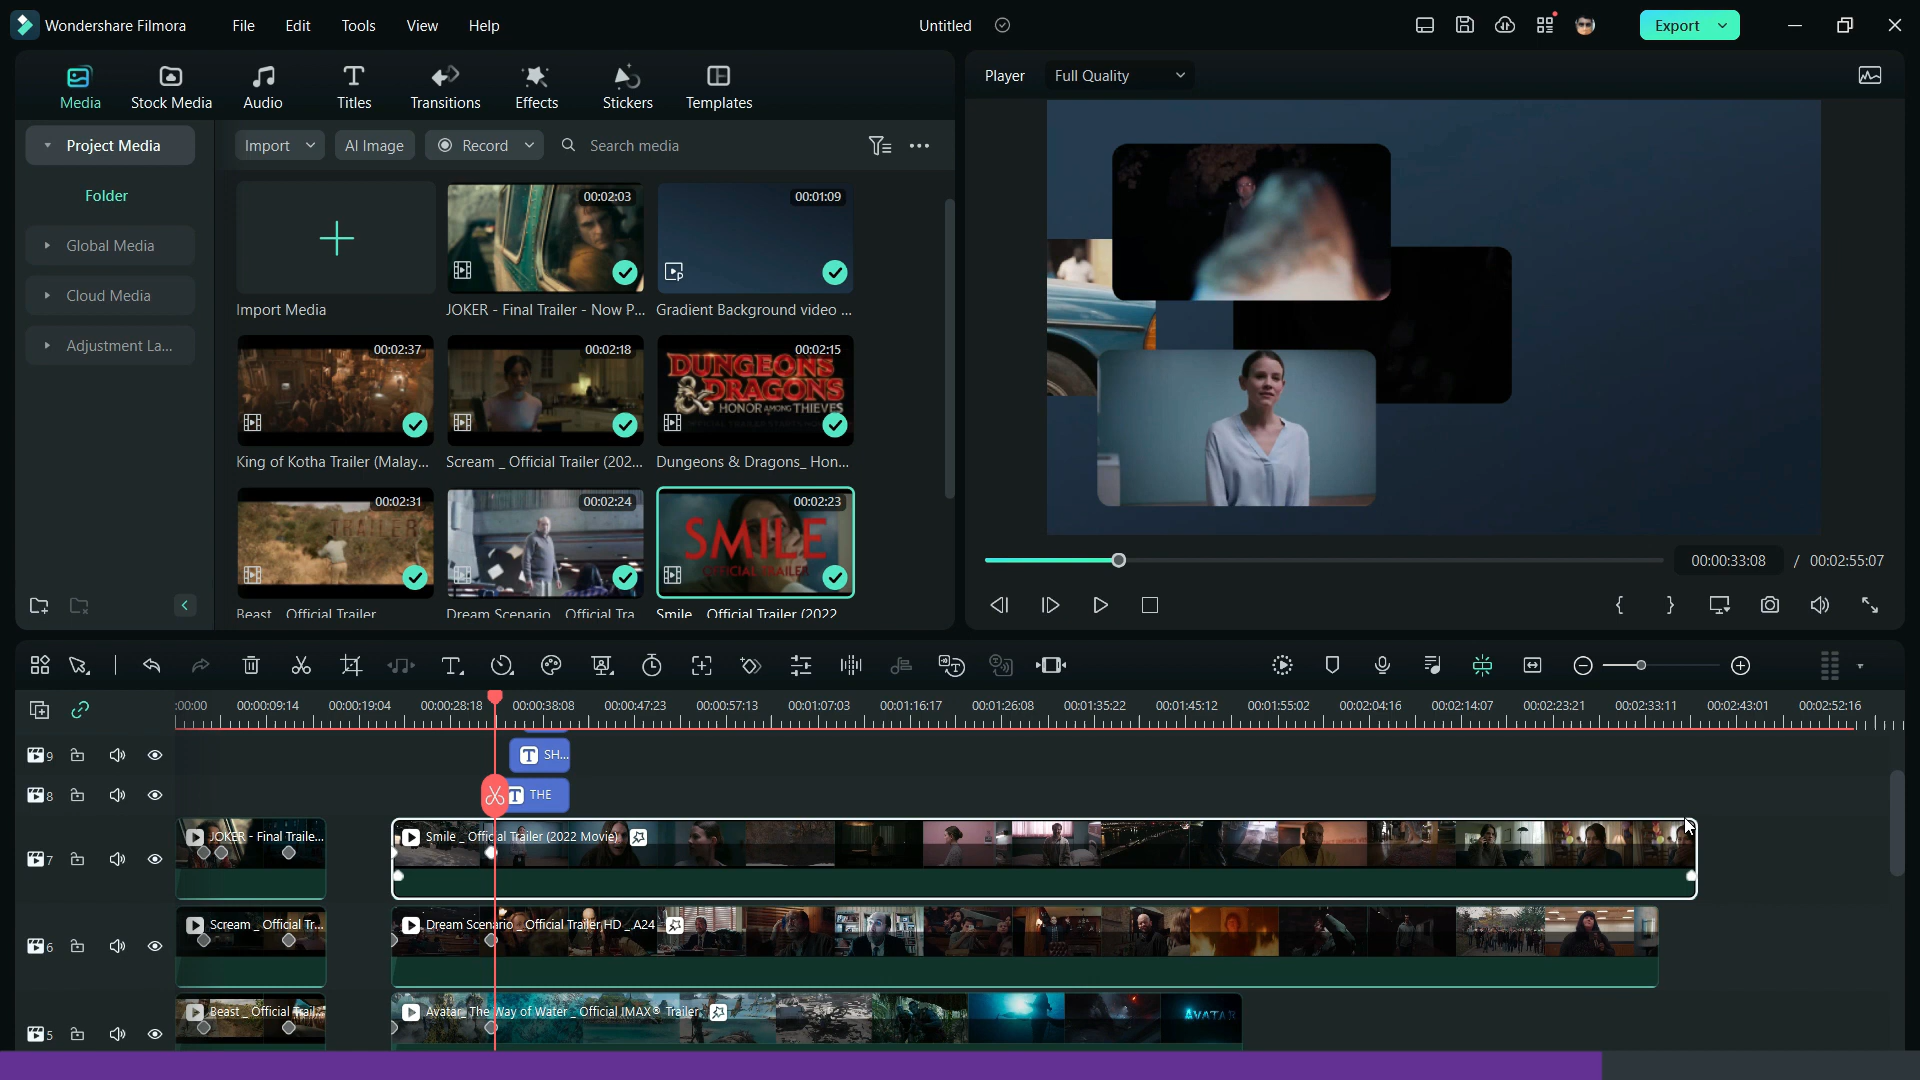 Wondershare Filmora
File
Edit
Tools
View
Help
Untitled
Export
Media
Stock Media
Audio
Titles
Transitions
Effects
Stickers
Templates
Player
Full Quality
Project Media
Folder
Global Media
Cloud Media
Adjustment La...
Import
AI Image
Record
Search media
Import Media
00:02:03
JOKER - Final Trailer - Now P...
00:01:09
Gradient Background video ...
00:02:37
King of Kotha Trailer (Malay...
00:02:18
Scream _ Official Trailer (202...
00:02:15
DUNGEONS
& DRAGONS
HONOR AMONG THIEVES
Dungeons & Dragons_ Hon...
00:02:31
TRAILER
Beast _ Official Trailer
00:02:24
Dream Scenario _ Official Tra
00:02:23
SMILE
OFFICIAL TRAILER
Smile _ Official Trailer (2022
00:00:33:08 / 00:02:55:07
:00:00
00:00:09:14
00:00:19:04
00:00:28:18
00:00:38:08
00:00:47:23
00:00:57:13
00:01:07:03
00:01:16:17
00:01:26:08
00:01:35:22
00:01:45:12
00:01:55:02
00:02:04:16
00:02:14:07
00:02:23:21
00:02:33:11
00:02:43:01
00:02:52:16
9
T SH...
8
T THE
7
JOKER - Final Traile...
Smile _ Official Trailer (2022 Movie)
6
Scream _ Official Tr...
Dream Scenario _ Official Trailer HD _ A24
5
Beast _ Official Trail...
Avatar_ The Way of Water _ Official IMAX® Trailer
AVATAR